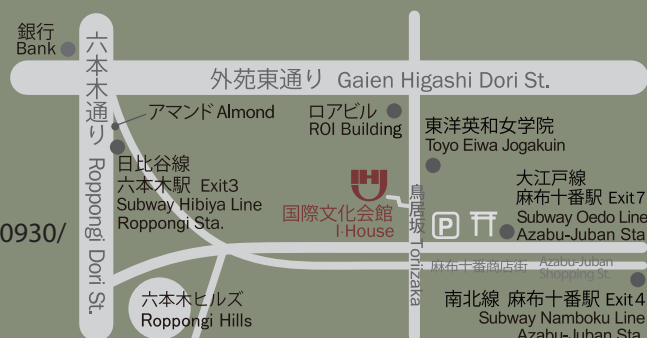 銀行
Bank
六本木通り Roppongi Dori St.
外苑東通り Gaien Higashi Dori St.
アマンド Almond
ロアビル
ROI Building
東洋英和女学院
Toyo Eiwa Jogakuin
日比谷線
六本木駅 Exit3
Subway Hibiya Line
Roppongi Sta.
国際文化会館
I-House
鳥居坂 Toriizaka
P
大江戸線
麻布十番駅 Exit7
Subway Oedo Line
Azabu-Juban Sta
0930/
麻布十番商店街
Azabu-Juban
Shopping St.
六本木ヒルズ
Roppongi Hills
南北線 麻布十番駅 Exit4
Subway Namboku Line
Azabu-Juban Sta.